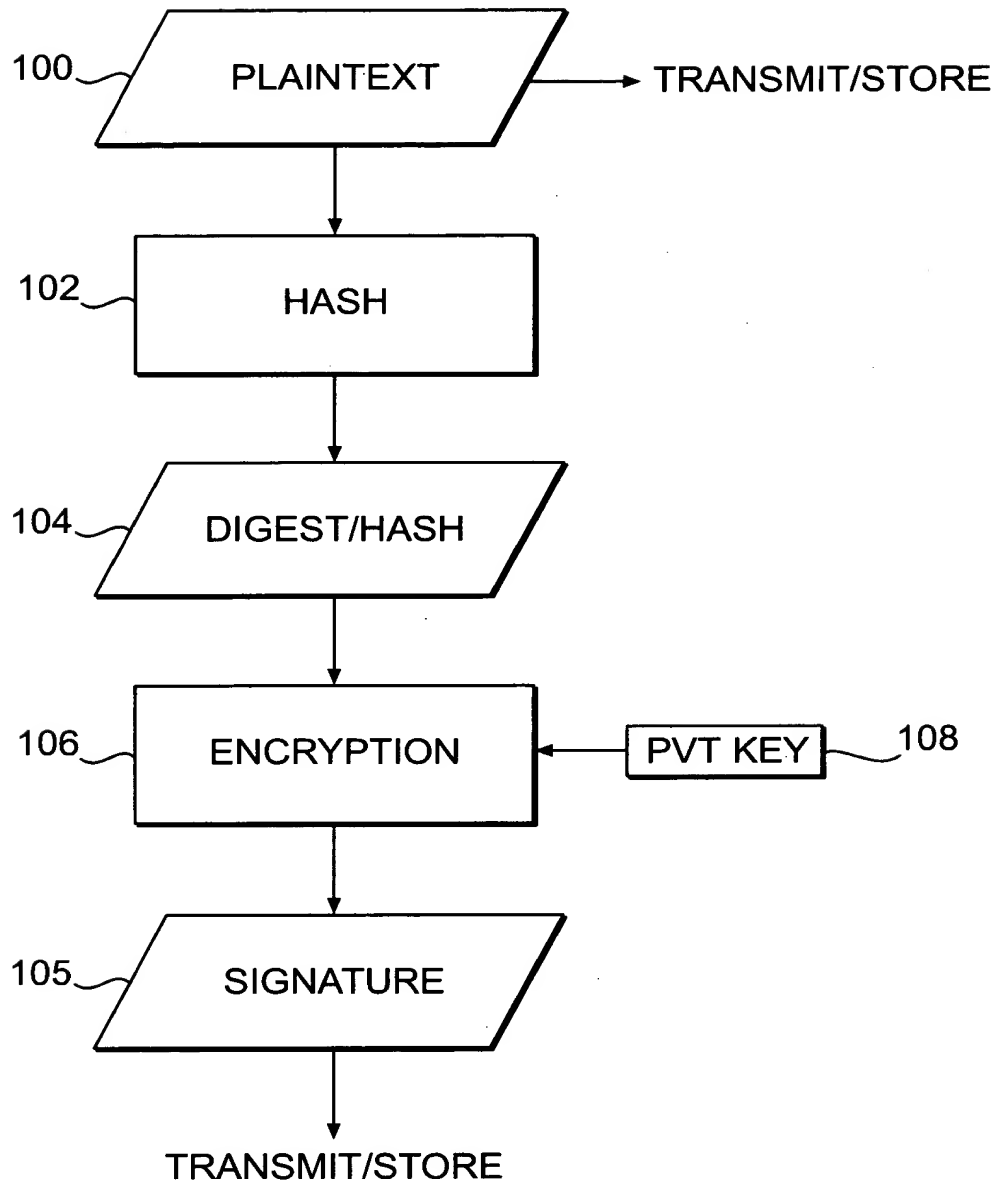 100
PLAINTEXT
TRANSMIT/STORE
102
HASH
104
DIGEST/HASH
106
ENCRYPTION
PVT KEY
108
105
SIGNATURE
TRANSMIT/STORE